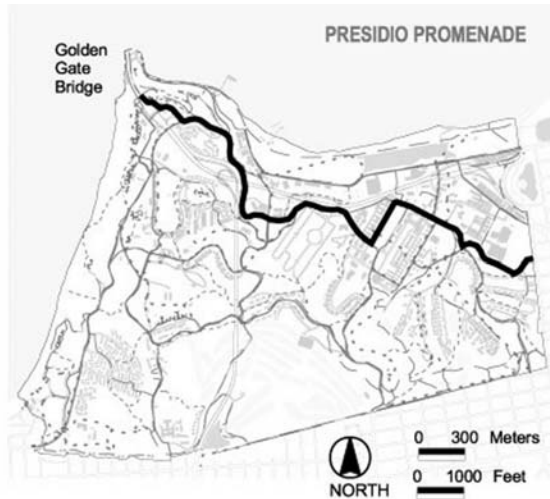 PRESIDIO PROMENADE
Golden
Gate
Bridge
0 300 Meters
0 1000 Feet
NORTH